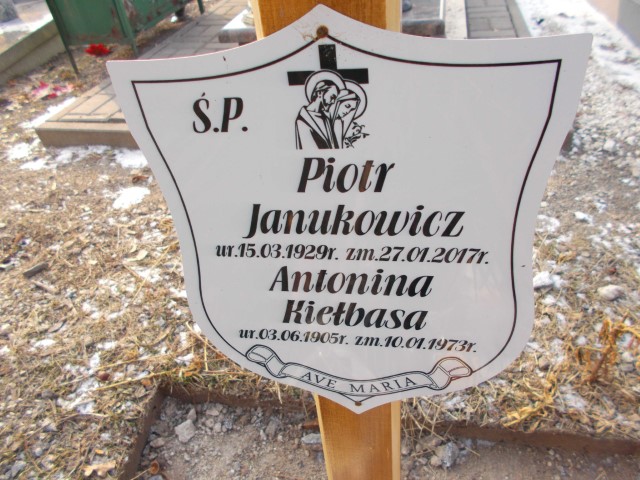 Ś.P.
Piotr
Janukowicz
ur.15.03.1929r. zm.27.01.2017r.
Antonina
Kiełbasa
ur.03.06.1905r. zm.10.01.1973r.
AVE MARIA